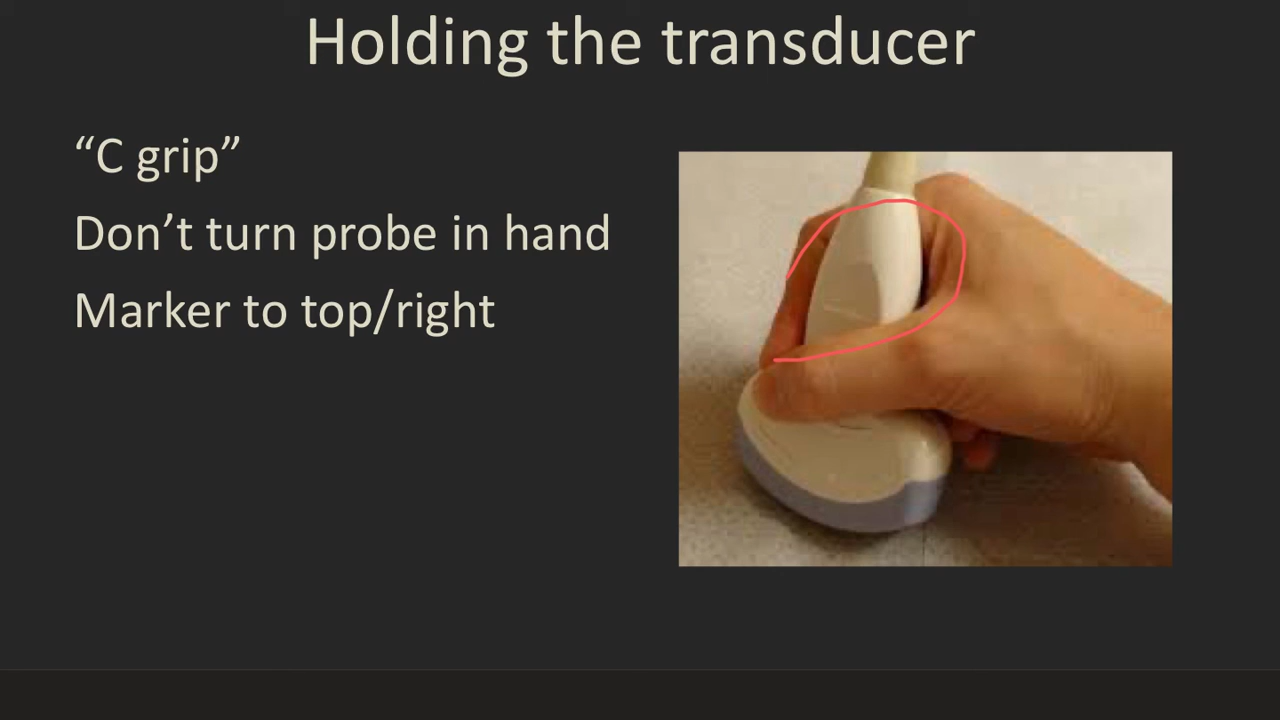 Holding the transducer
“C grip”
Don’t turn probe in hand
Marker to top/right